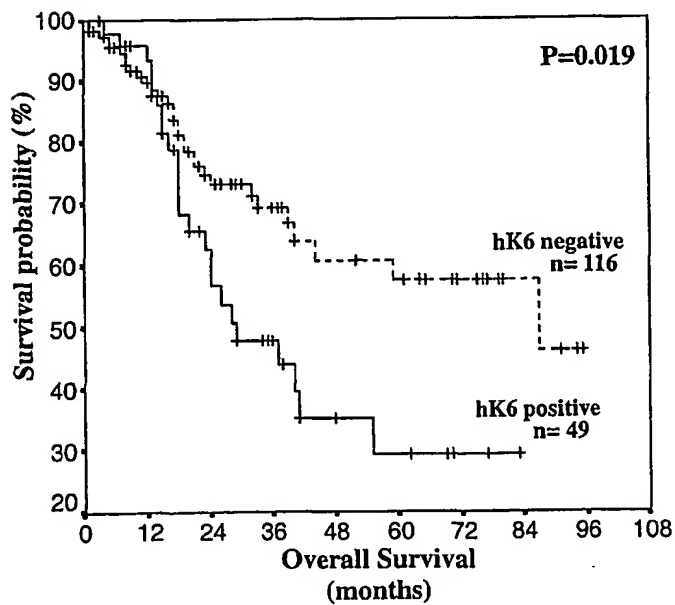 100
90
80
70
60
50
40
30
20
Survival probability (%)
P=0.019
hK6 negative
n= 116
hK6 positive
n= 49
0 12 24 36 48 60 72 84 96 108
Overall Survival
(months)